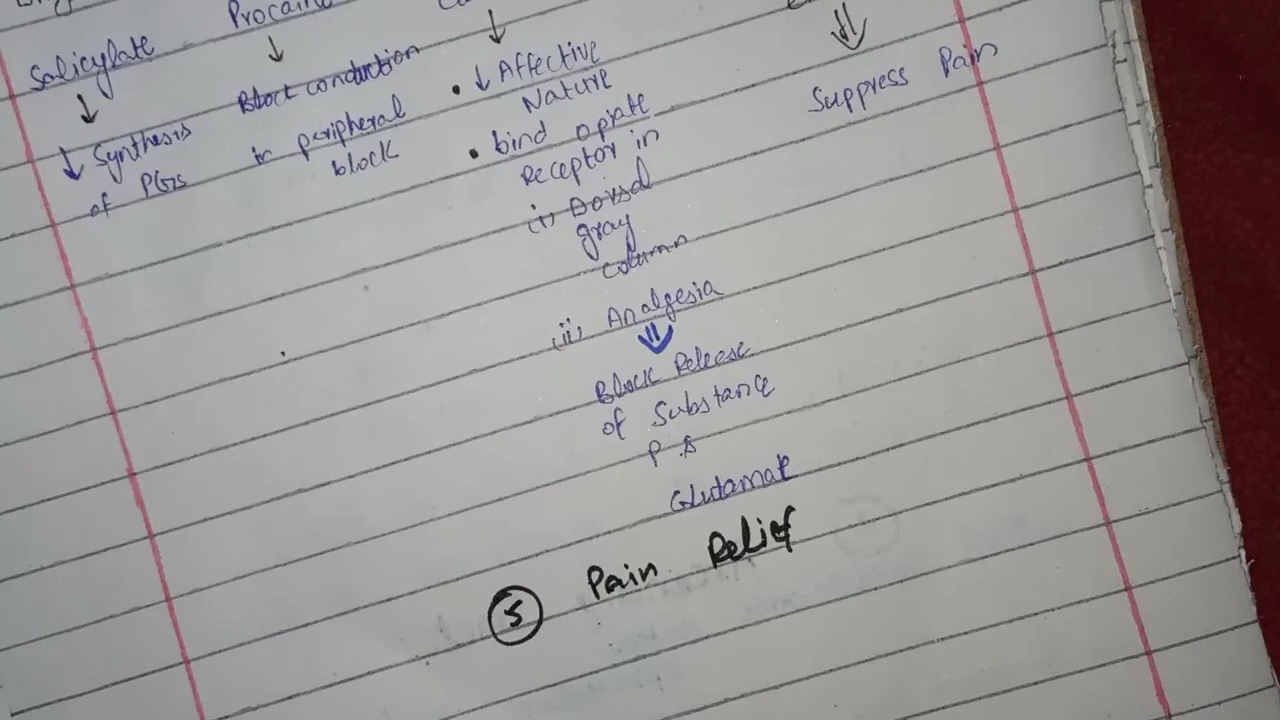 Salicylate
↓
↓ Synthesis
of PGs
Procaine
↓
Block conduction
in peripheral
block
↓
• ↓ Affective
Nature
• bind opiate
Receptor in
(i) Dorsal
gray
column
(ii) Analgesia
⇓
Block Release
of Substance
P &
Glutamate
⇓
Suppress Pain
5 Pain Relief